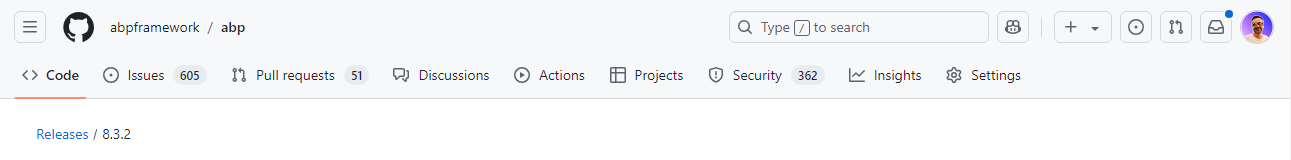 abpframework / abp Type / to search
Code Issues 605 Pull requests 51 Discussions Actions Projects Security 362 Insights Settings
Releases / 8.3.2